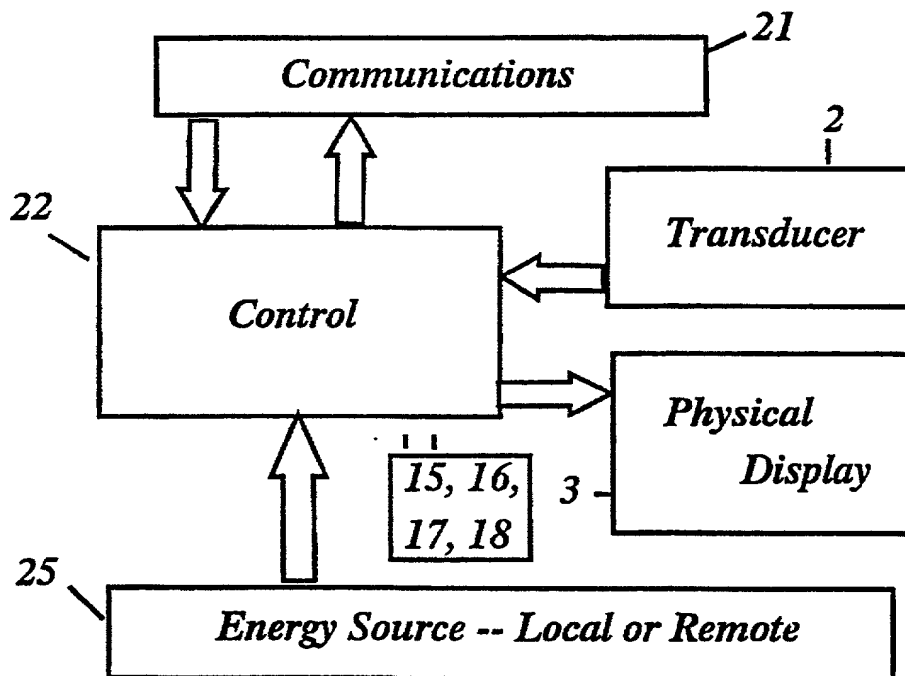 21
Communications
2
22
Transducer
Control
Physical
Display
15, 16,
17, 18
3
25
Energy Source -- Local or Remote